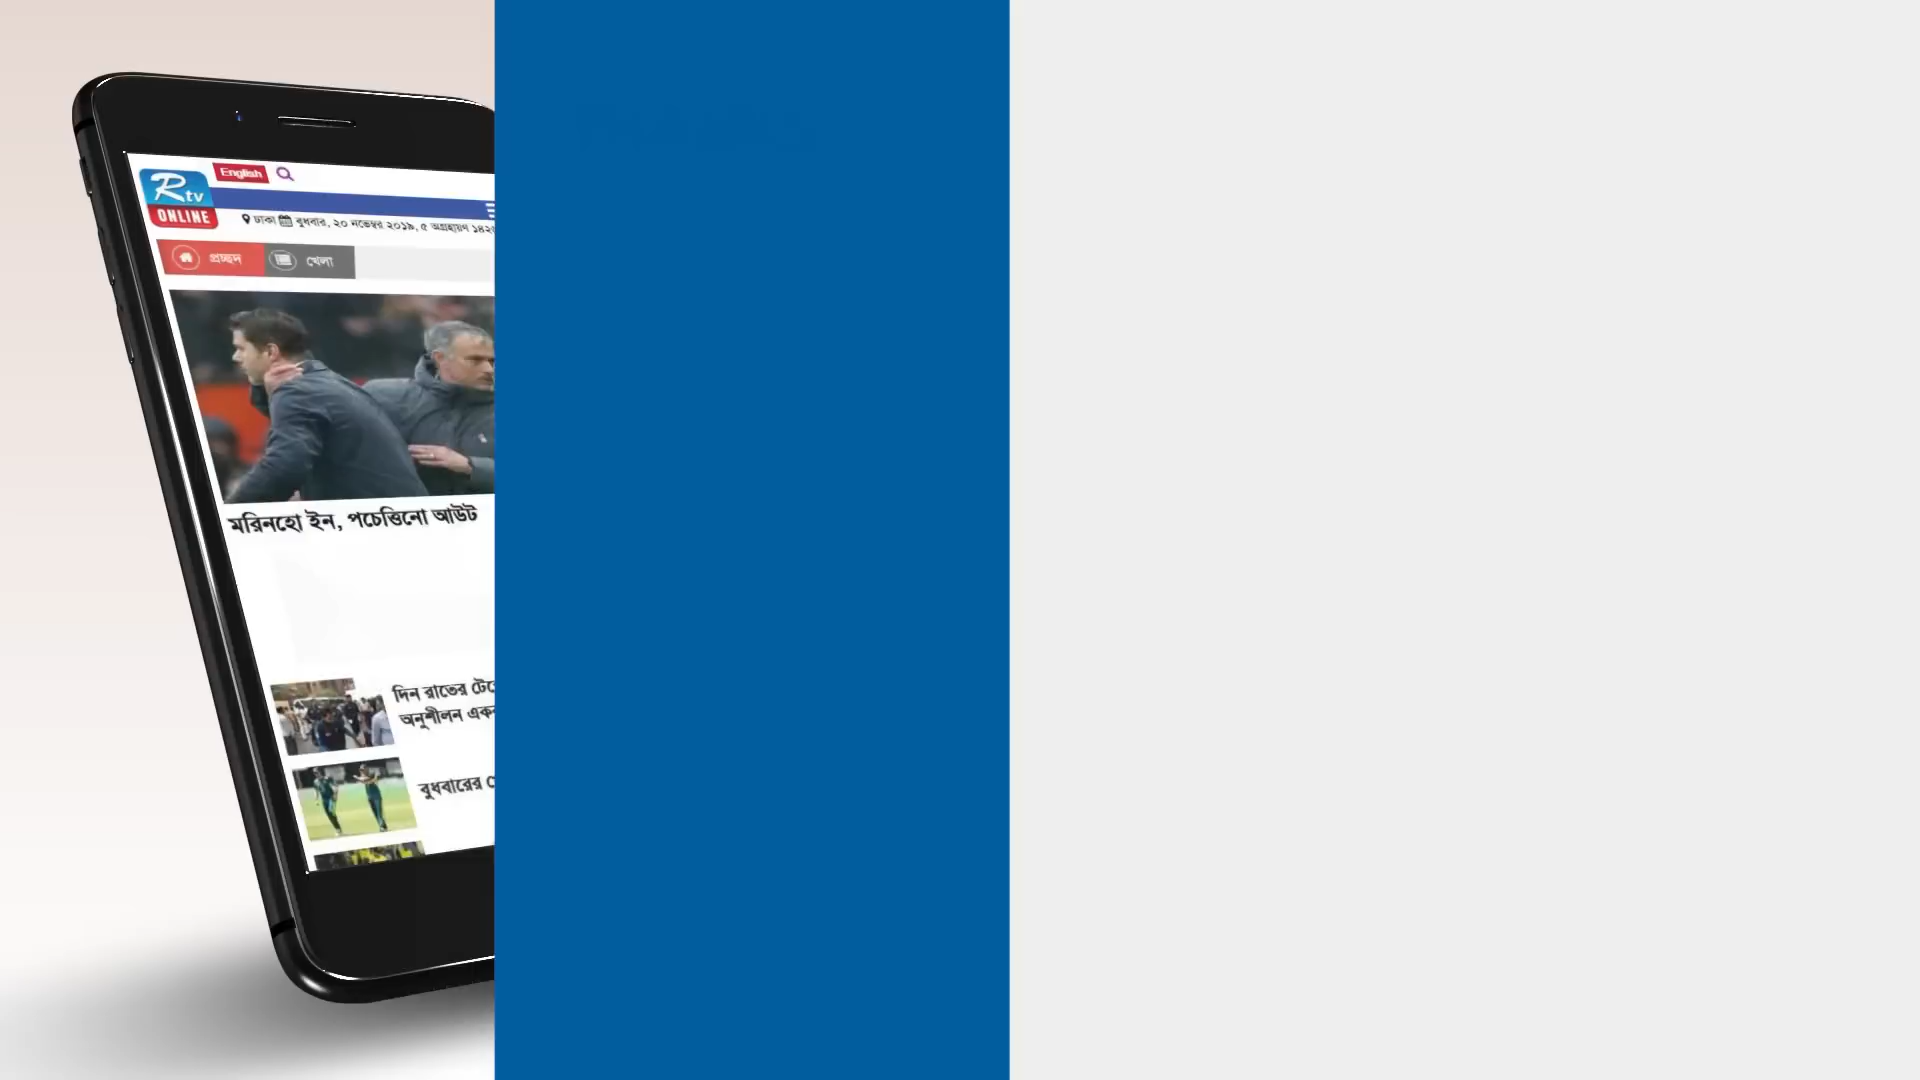 English
Rtv
ONLINE
ঢাকা বুধবার, ২০ নভেম্বর ২০১৯, ৫ অগ্রহায়ণ
প্রচ্ছদ
খেলা
মরিনহো ইন, পচেত্তিনো আউট
দিন রাতের
অনুশীলন
বুধবারের